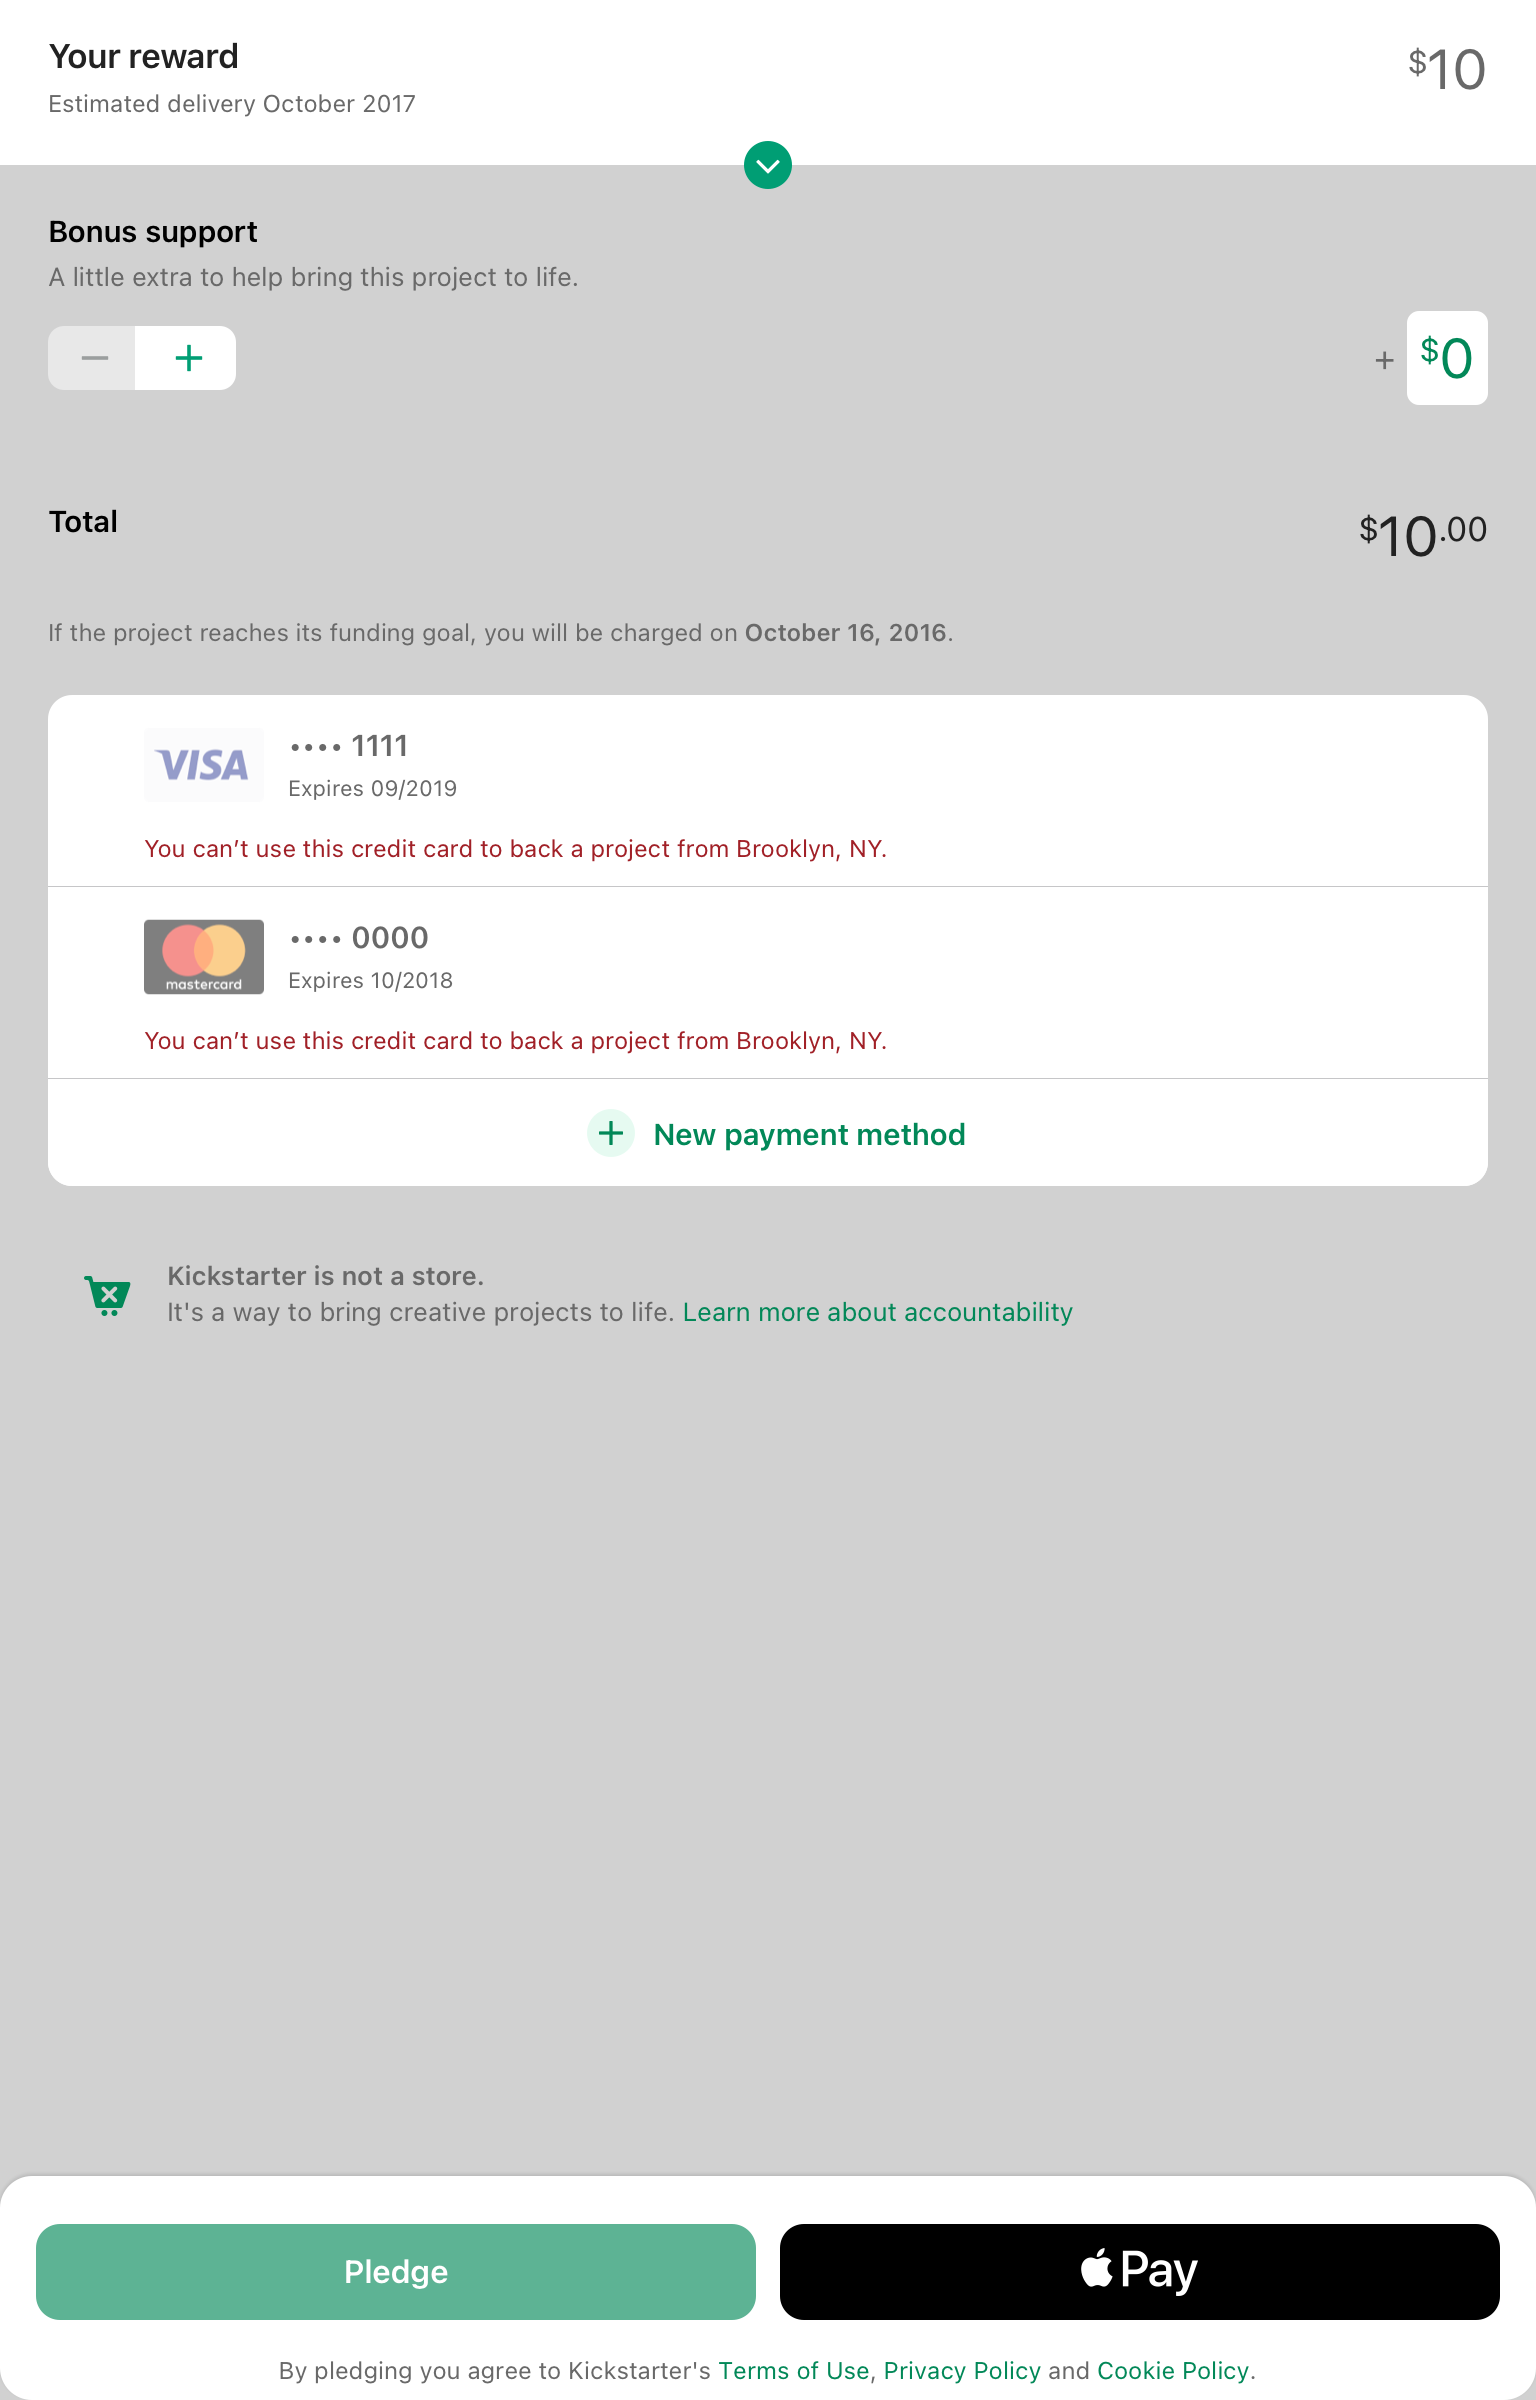 Your reward
$10
Estimated delivery October 2017
Bonus support
A little extra to help bring this project to life.
− +
+ $0
Total
$10.00
If the project reaches its funding goal, you will be charged on October 16, 2016.
VISA
•••• 1111
Expires 09/2019
You can’t use this credit card to back a project from Brooklyn, NY.
mastercard
•••• 0000
Expires 10/2018
You can’t use this credit card to back a project from Brooklyn, NY.
+ New payment method
Kickstarter is not a store.
It's a way to bring creative projects to life. Learn more about accountability
Pledge
Pay
By pledging you agree to Kickstarter's Terms of Use, Privacy Policy and Cookie Policy.